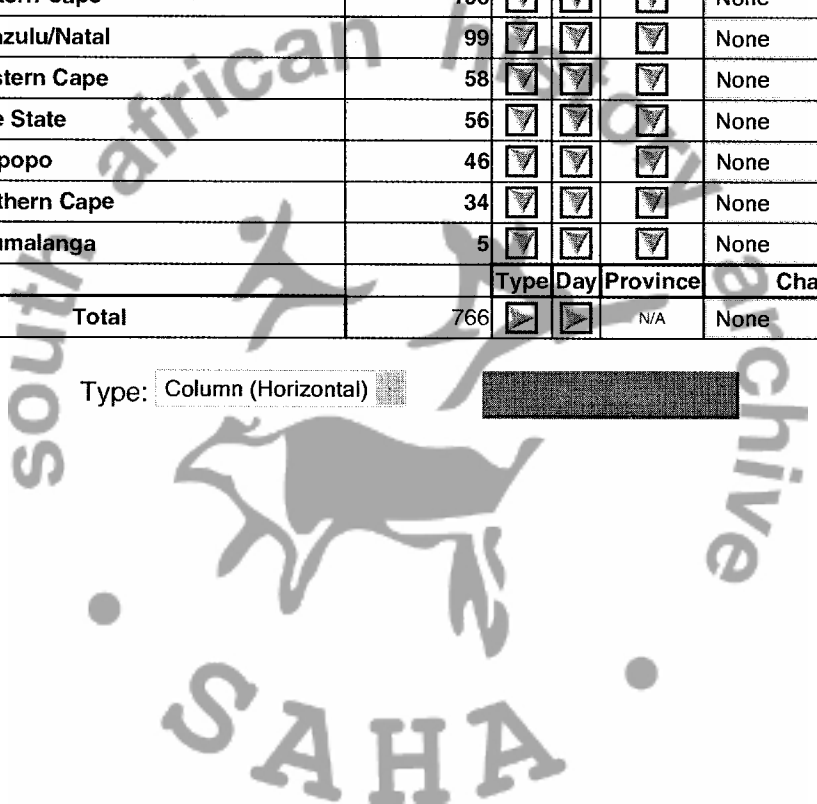 azulu/Natal 99 None
stern Cape 58 None
e State 56 None
popo 46 None
thern Cape 34 None
umalanga 5 None
Type Day Province Cha
Total 766 N/A None
Type: Column (Horizontal)
south african history archive
SAHA